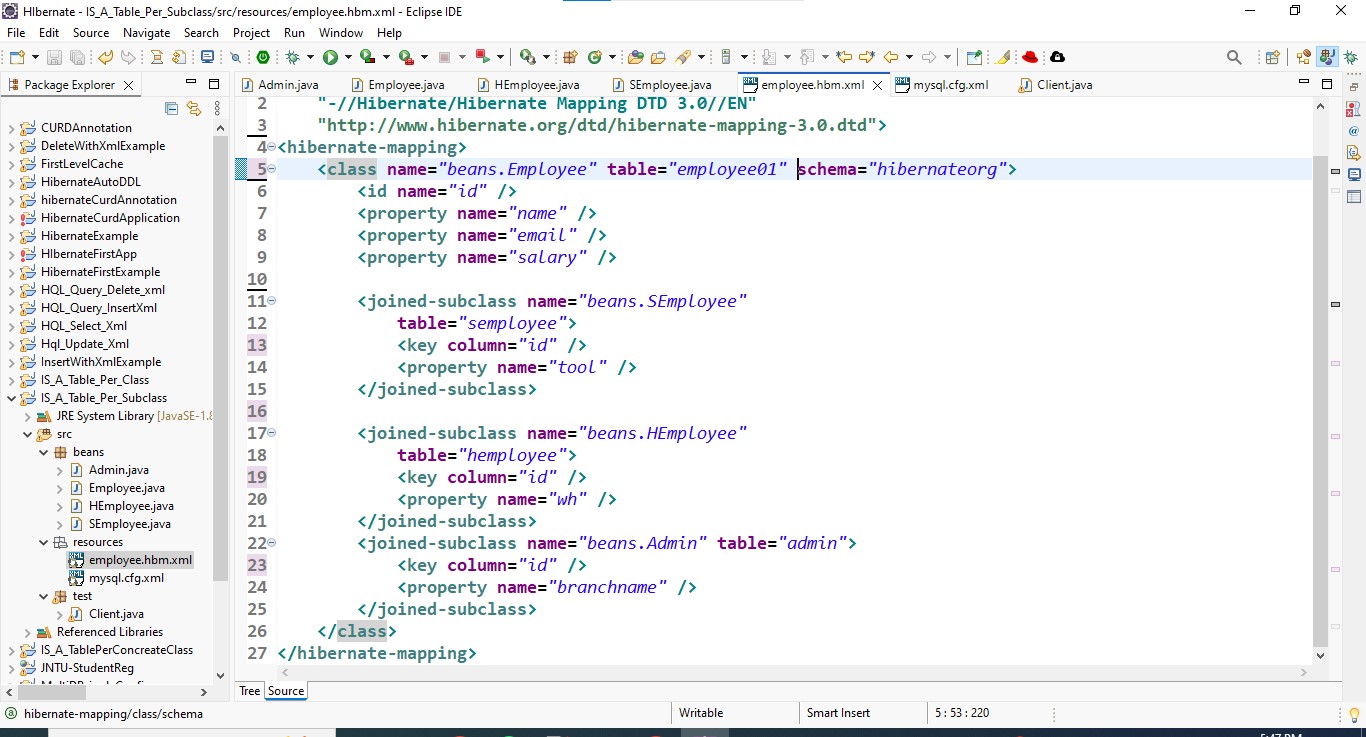 HIbernate - IS_A_Table_Per_Subclass/src/resources/employee.hbm.xml - Eclipse IDE
File Edit Source Navigate Search Project Run Window Help
Package Explorer
Admin.java Employee.java HEmployee.java SEmployee.java employee.hbm.xml mysql.cfg.xml Client.java
CURDAnnotation
DeleteWithXmlExample
FirstLevelCache
HibernateAutoDDL
hibernateCurdAnnotation
HibernateCurdApplication
HibernateExample
HIbernateFirstApp
HibernateFirstExample
HQL_Query_Delete_xml
HQL_Query_InsertXml
HQL_Select_Xml
Hql_Update_Xml
InsertWithXmlExample
IS_A_Table_Per_Class
IS_A_Table_Per_Subclass
JRE System Library [JavaSE-1.8
src
beans
Admin.java
Employee.java
HEmployee.java
SEmployee.java
resources
employee.hbm.xml
mysql.cfg.xml
test
Client.java
Referenced Libraries
IS_A_TablePerConcreateClass
JNTU-StudentReg
2 "-//Hibernate/Hibernate Mapping DTD 3.0//EN"
3 "http://www.hibernate.org/dtd/hibernate-mapping-3.0.dtd">
4 <hibernate-mapping>
5 <class name="beans.Employee" table="employee01" schema="hibernateorg">
6 <id name="id" />
7 <property name="name" />
8 <property name="email" />
9 <property name="salary" />
10
11 <joined-subclass name="beans.SEmployee"
12 table="semployee">
13 <key column="id" />
14 <property name="tool" />
15 </joined-subclass>
16
17 <joined-subclass name="beans.HEmployee"
18 table="hemployee">
19 <key column="id" />
20 <property name="wh" />
21 </joined-subclass>
22 <joined-subclass name="beans.Admin" table="admin">
23 <key column="id" />
24 <property name="branchname" />
25 </joined-subclass>
26 </class>
27 </hibernate-mapping>
Tree Source
hibernate-mapping/class/schema Writable Smart Insert 5 : 53 : 220